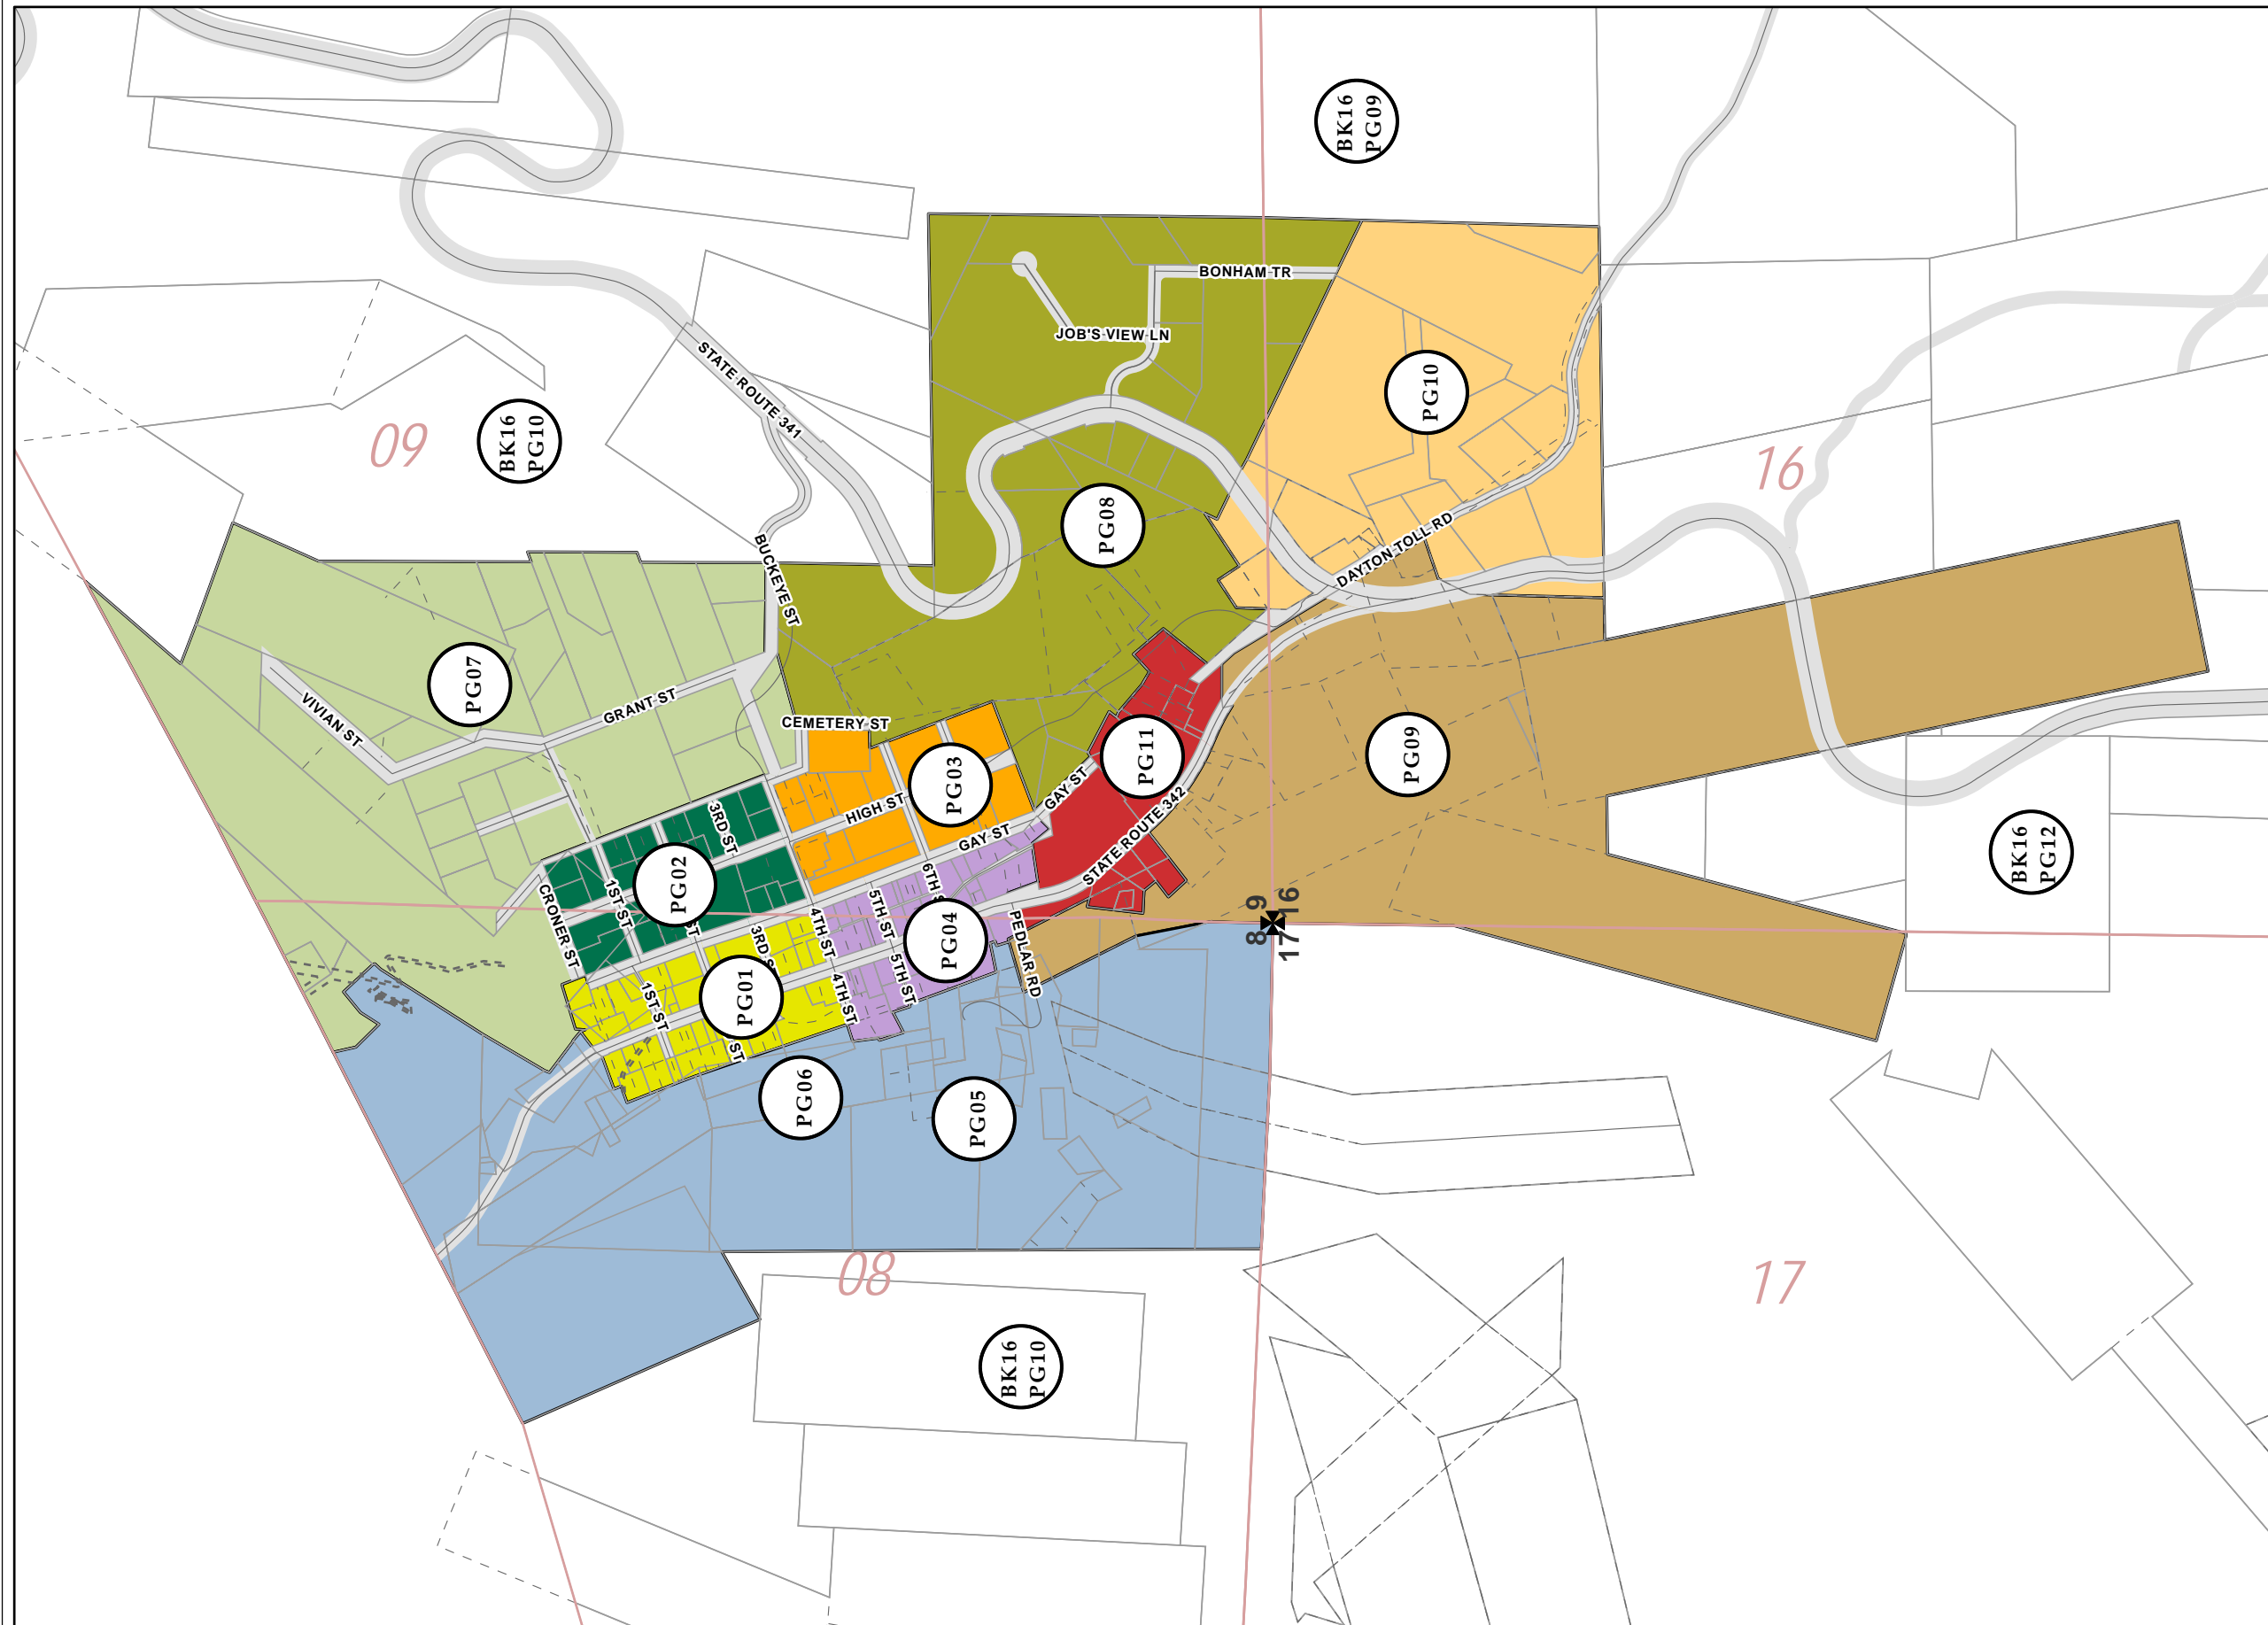 BK16
PG09
BONHAM TR
JOB'S VIEW LN
STATE ROUTE 341
PG10
09
BK16
PG10
16
PG08
DAYTON TOLL RD
BUCKEYE ST
PG07
GRANT ST
VIVIAN ST
CEMETERY ST
PG11
PG09
PG03
GAY ST
HIGH ST
3RD ST
GAY ST
STATE ROUTE 342
BK16
PG12
PG02
6TH S
1ST ST
CRONER ST
5TH ST
4TH ST
ST
3RD S
PG04
PEDLAR RD
9
16
8
17
5TH ST
4TH ST
PG01
1ST ST
ST
PG06
PG05
08
17
BK16
PG10